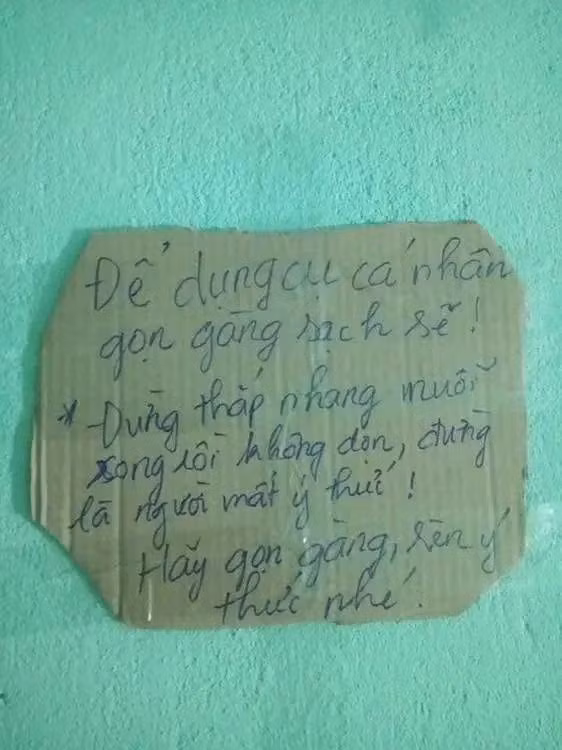 Để dụng cụ cá nhân
gọn gàng sạch sẽ!
* Đừng thắp nhang muỗi
xong rồi không dọn, đừng
là người mất ý thức!
Hãy gọn gàng, rèn ý
thức nhé!